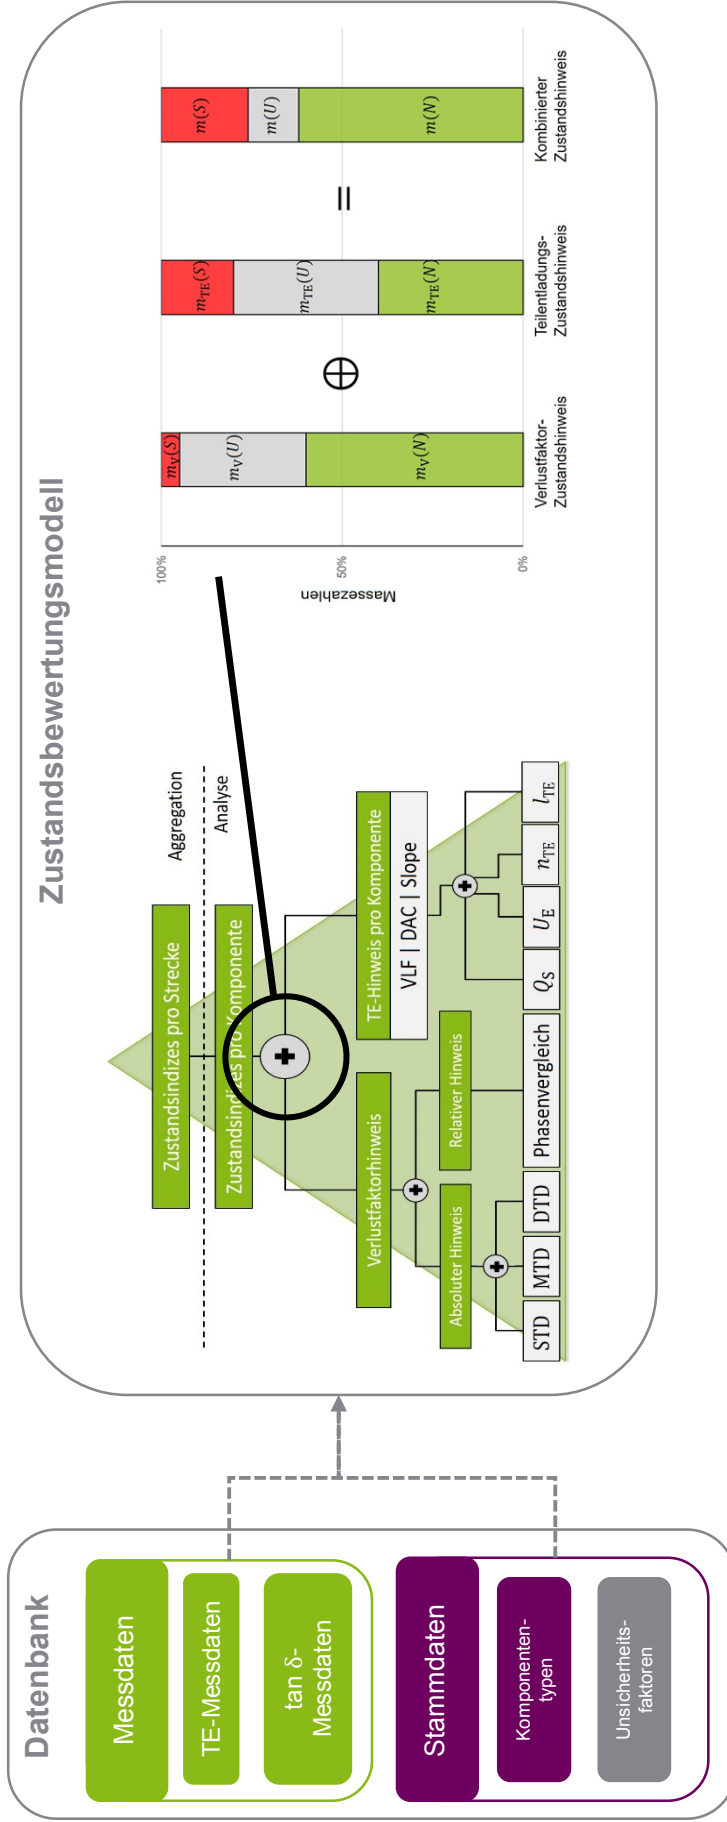 Datenbank
Messdaten
TE-Messdaten
tan δ-
Messdaten
Stammdaten
Komponenten-
typen
Unsicherheits-
faktoren
Zustandsbewertungsmodell
Aggregation
Analyse
Zustandsindizes pro Strecke
Zustandsindizes pro Komponente
Verlustfaktorhinweis
TE-Hinweis pro Komponente
VLF | DAC | Slope
Absoluter Hinweis
Relativer Hinweis
STD
MTD
DTD
Phasenvergleich
Q_S
U_E
n_TE
l_TE
Massezahlen
100%
50%
0%
m_V(S)
m_V(U)
m_V(N)
Verlustfaktor-
Zustandshinweis
⊕
m_TE(S)
m_TE(U)
m_TE(N)
Teilentladungs-
Zustandshinweis
=
m(S)
m(U)
m(N)
Kombinierter
Zustandshinweis